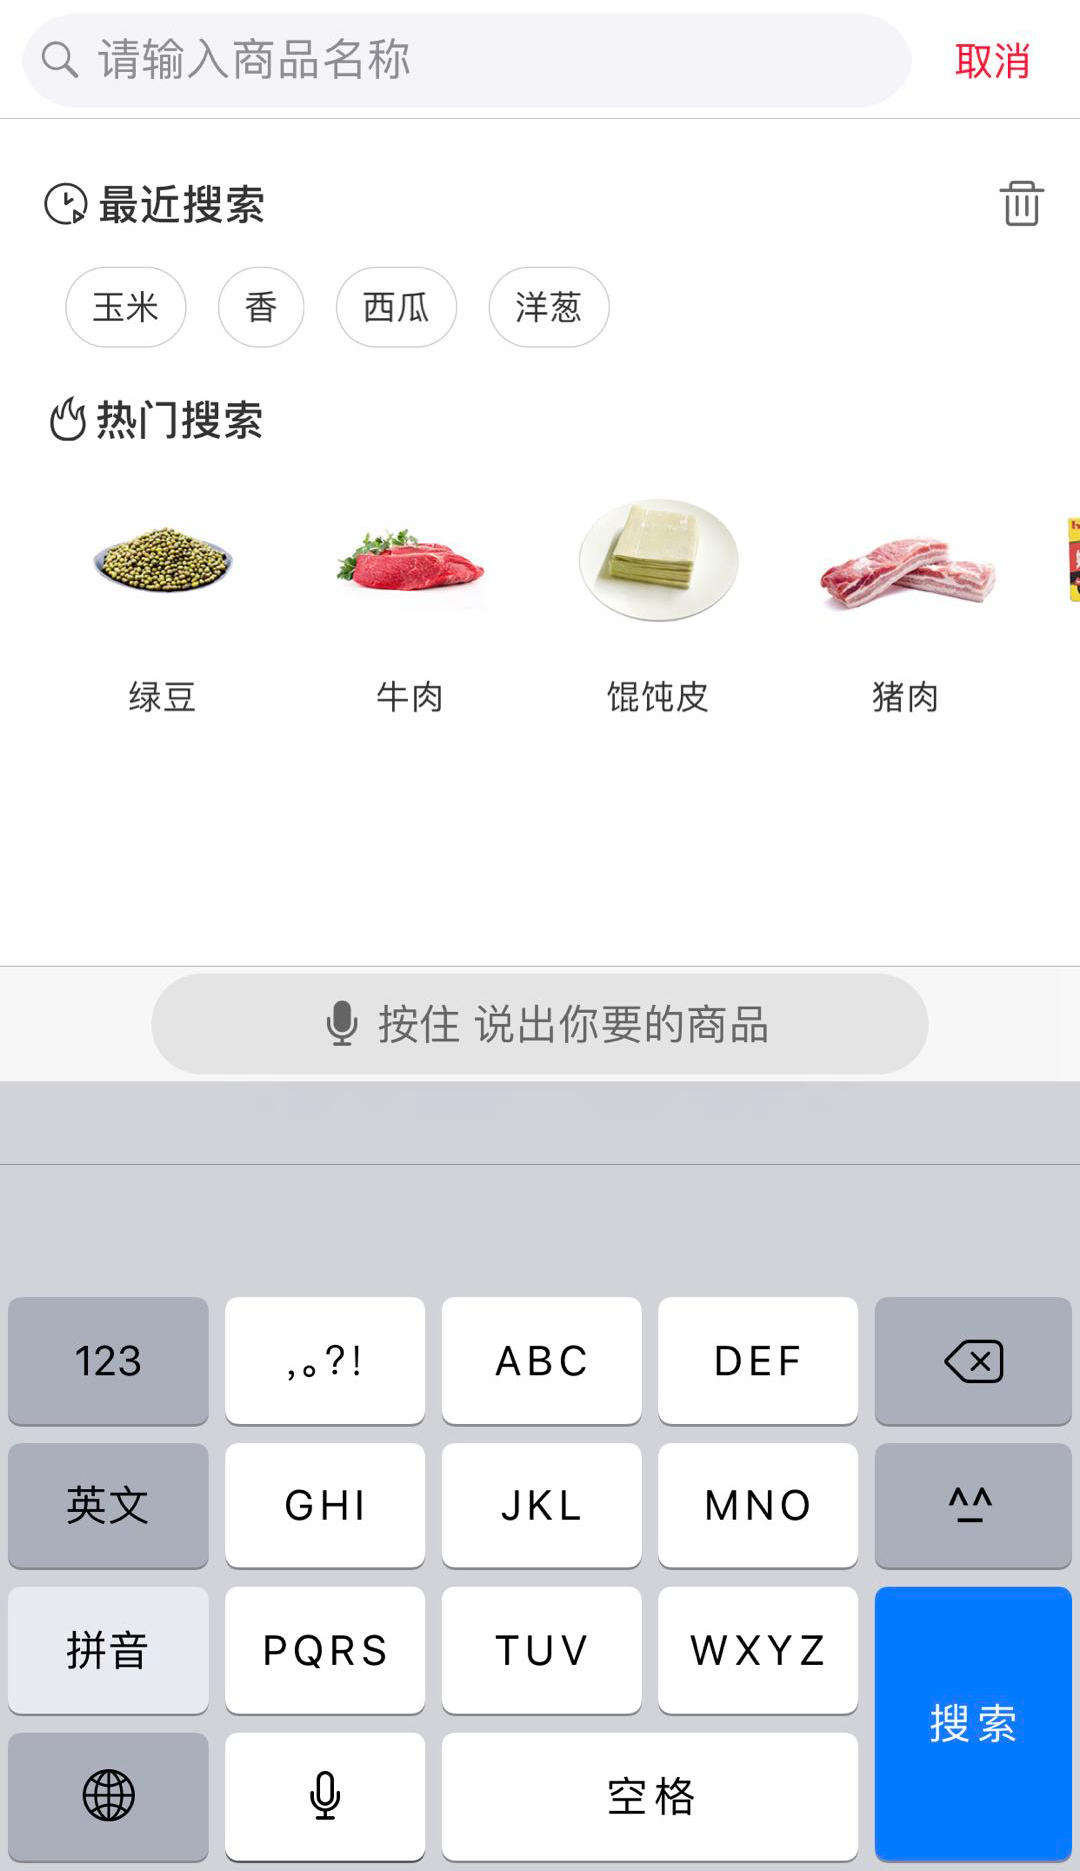 请输入商品名称 取消
最近搜索
玉米 香 西瓜 洋葱
热门搜索
绿豆 牛肉 馄饨皮 猪肉
按住 说出你要的商品
123 ,。?! ABC DEF
英文 GHI JKL MNO ^^
拼音 PQRS TUV WXYZ
搜索
空格